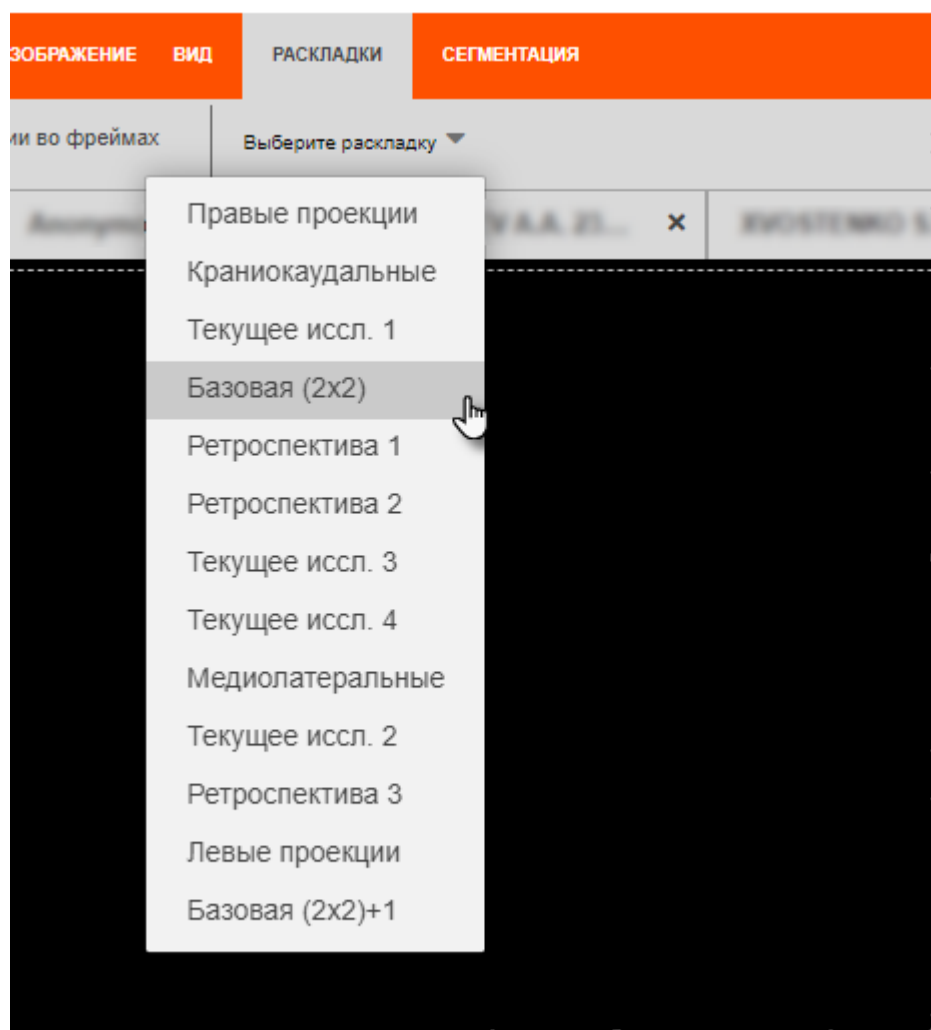 ЗОБРАЖЕНИЕ ВИД РАСКЛАДКИ СЕГМЕНТАЦИЯ
ии во фреймах Выберите раскладку
Правые проекции
Краниокаудальные
Текущее иссл. 1
Базовая (2x2)
Ретроспектива 1
Ретроспектива 2
Текущее иссл. 3
Текущее иссл. 4
Медиолатеральные
Текущее иссл. 2
Ретроспектива 3
Левые проекции
Базовая (2x2)+1